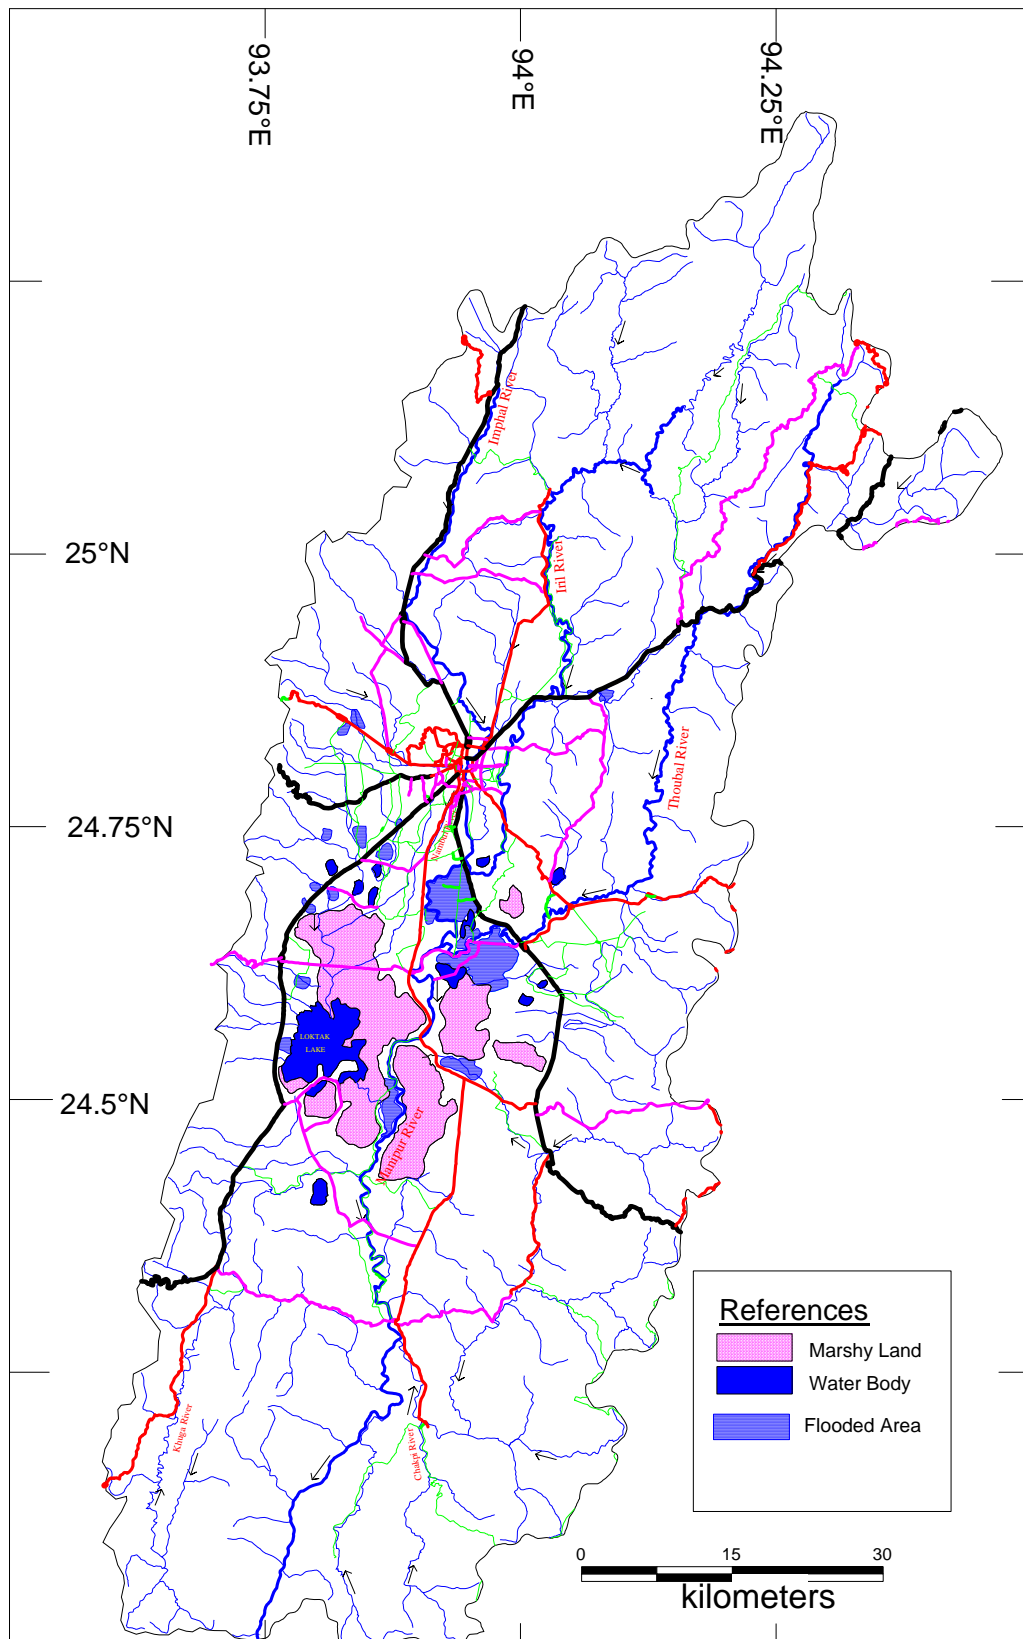 93.75°E
94°E
94.25°E
Imphal River
25°N
Iril River
Thoubal River
24.75°N
LOKTAK
LAKE
24.5°N
Manipur River
References
Marshy Land
Water Body
Flooded Area
Khuga River
Chakpi River
0 15 30
kilometers